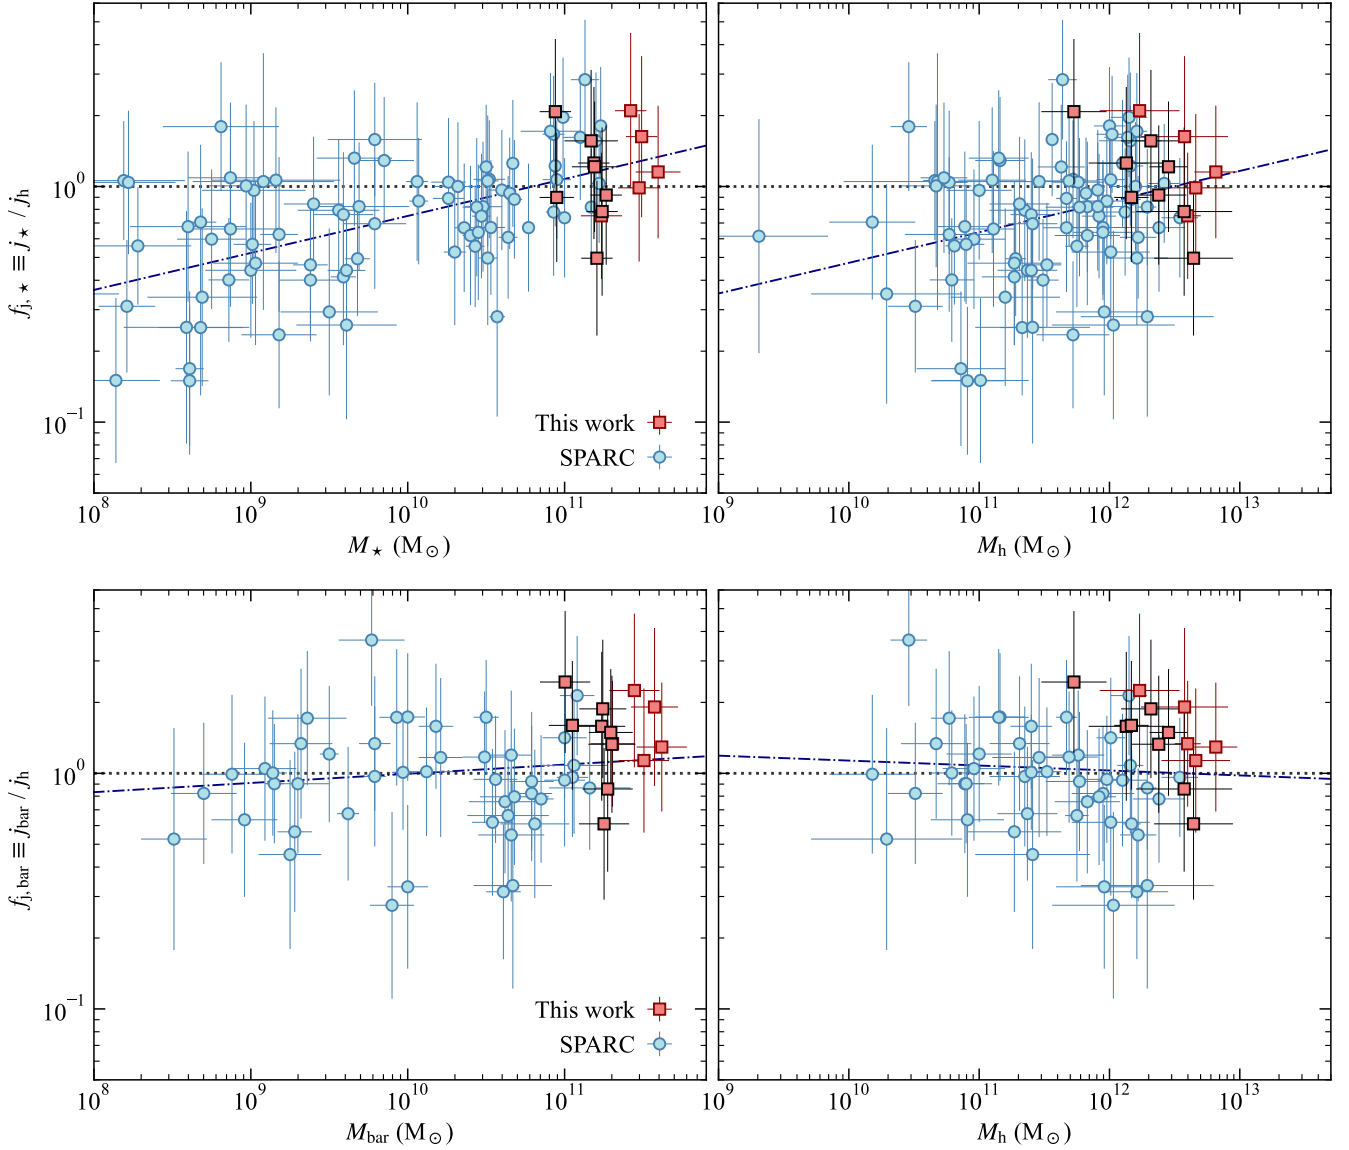 f_{j,⋆} ≡ j_⋆ / j_h
10^0
10^{-1}
This work
SPARC
10^8 10^9 10^10 10^11 10^9 10^10 10^11 10^12 10^13
M_⋆ (M_⊙) M_h (M_⊙)
f_{j,bar} ≡ j_bar / j_h
10^0
10^{-1}
This work
SPARC
10^8 10^9 10^10 10^11 10^9 10^10 10^11 10^12 10^13
M_bar (M_⊙) M_h (M_⊙)